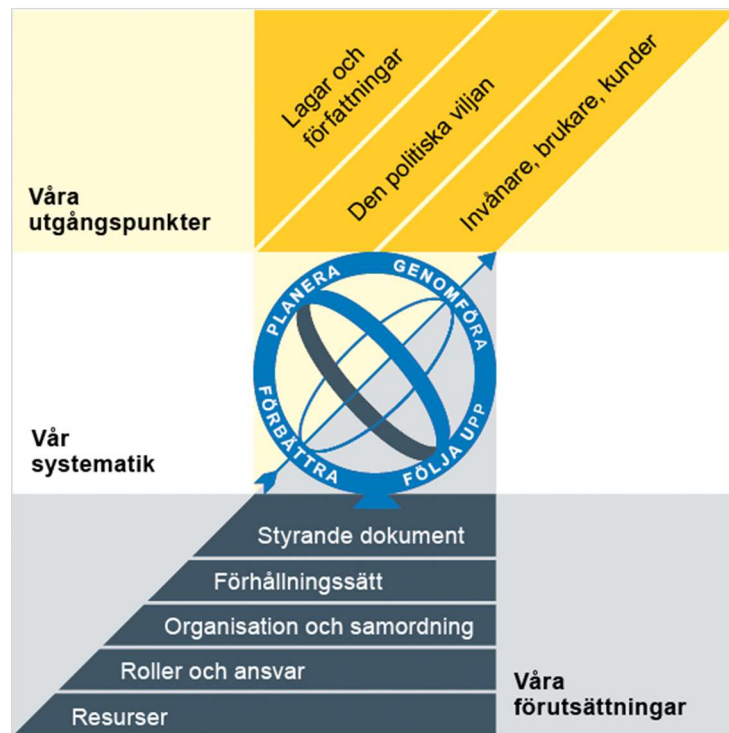 Lagar och
författningar
Den politiska viljan
Invånare, brukare, kunder
Våra
utgångspunkter
PLANERA
GENOMFÖRA
FÖLJA UPP
FÖRBÄTTRA
Vår
systematik
Styrande dokument
Förhållningssätt
Organisation och samordning
Roller och ansvar
Resurser
Våra
förutsättningar